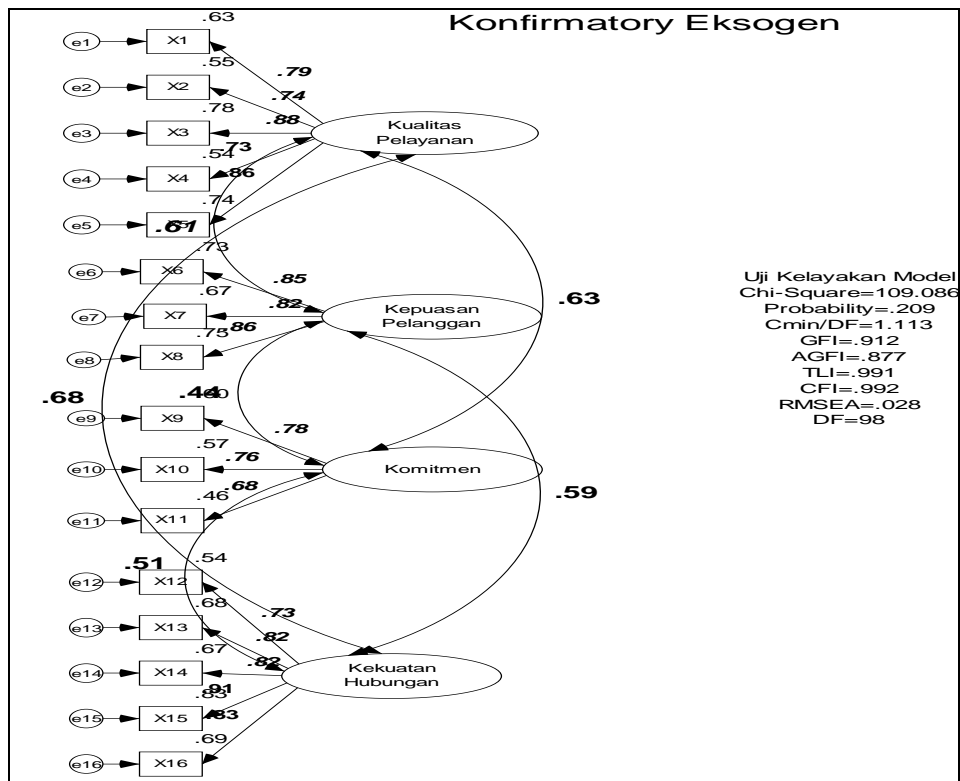 Konfirmatory Eksogen
.63
e1 X1
.79
.55
e2 X2
.74
.78
e3 X3
.88
Kualitas
Pelayanan
.54
.73
e4 X4
.86
.74
e5 X5
.61
.73
e6 X6
.85
.67
e7 X7
.82
Kepuasan
Pelanggan
.75
.86
e8 X8
.63
Uji Kelayakan Model
Chi-Square=109.086
Probability=.209
Cmin/DF=1.113
GFI=.912
AGFI=.877
TLI=.991
CFI=.992
RMSEA=.028
DF=98
.68
.44
.60
e9 X9
.78
.57
e10 X10
.76
Komitmen
.68
.46
e11 X11
.59
.51
.54
e12 X12
.73
.68
e13 X13
.82
.67
e14 X14
.82
Kekuatan
Hubungan
.91
.83
e15 X15
.83
.69
e16 X16